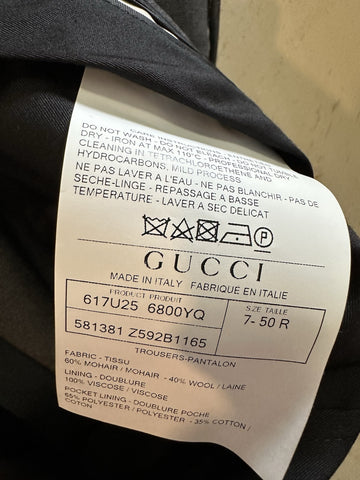 CARE INSTRUCTIONS
DO NOT WASH - DO NOT BLEACH - DO NOT TUMBLE
DRY - IRON AT MAX 110°C - PROFESSIONAL DRY
CLEANING IN TETRACHLOROETHENE AND
HYDROCARBONS, MILD PROCESS
NE PAS LAVER A L'EAU - NE PAS BLANCHIR - PAS DE
SECHE-LINGE - REPASSAGE A BASSE
TEMPERATURE - LAVER A SEC DELICAT
P
GUCCI
MADE IN ITALY FABRIQUE EN ITALIE
PRODUCT PRODUIT
617U25 6800YQ
581381 Z592B1165
SIZE TAILLE
7- 50 R
TROUSERS-PANTALON
FABRIC - TISSU
60% MOHAIR / MOHAIR - 40% WOOL / LAINE
LINING - DOUBLURE
100% VISCOSE / VISCOSE
POCKET LINING - DOUBLURE POCHE
65% POLYESTER / POLYESTER - 35% COTTON /
COTON